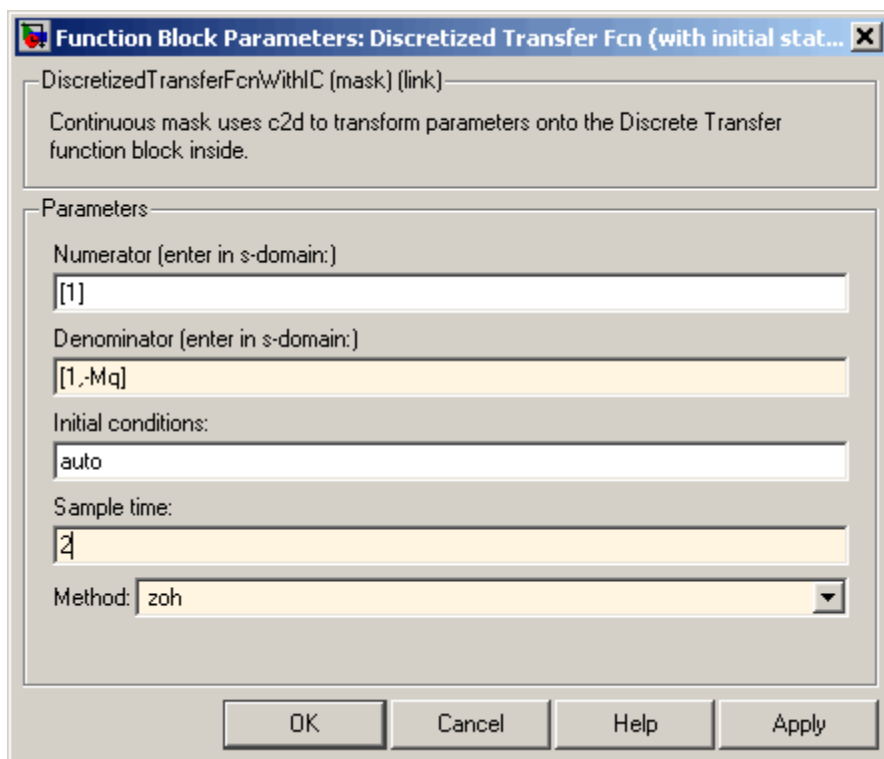 Function Block Parameters: Discretized Transfer Fcn (with initial stat...
DiscretizedTransferFcnWithIC (mask) (link)
Continuous mask uses c2d to transform parameters onto the Discrete Transfer
function block inside.
Parameters
Numerator (enter in s-domain:)
[1]
Denominator (enter in s-domain:)
[1,-Mq]
Initial conditions:
auto
Sample time:
2
Method: zoh
OK Cancel Help Apply